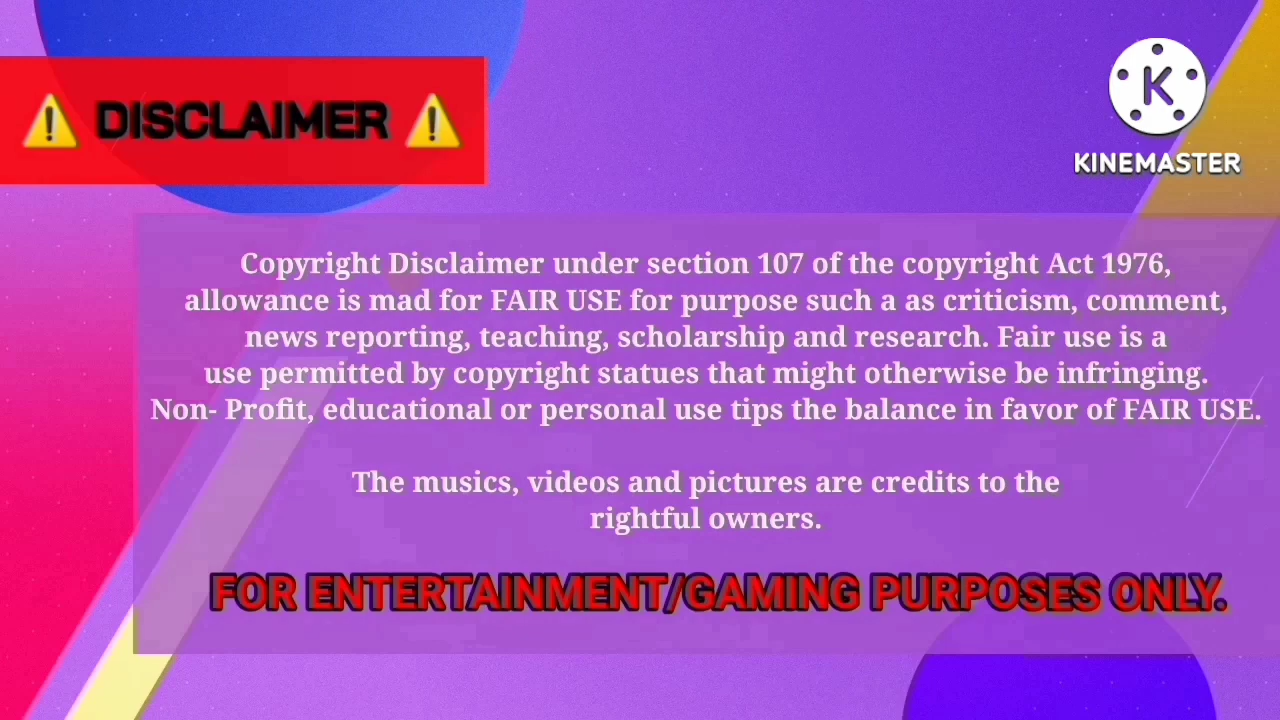 ⚠️ DISCLAIMER ⚠️
K
KINEMASTER
Copyright Disclaimer under section 107 of the copyright Act 1976,
allowance is mad for FAIR USE for purpose such a as criticism, comment,
news reporting, teaching, scholarship and research. Fair use is a
use permitted by copyright statues that might otherwise be infringing.
Non- Profit, educational or personal use tips the balance in favor of FAIR USE.
The musics, videos and pictures are credits to the
rightful owners.
FOR ENTERTAINMENT/GAMING PURPOSES ONLY.